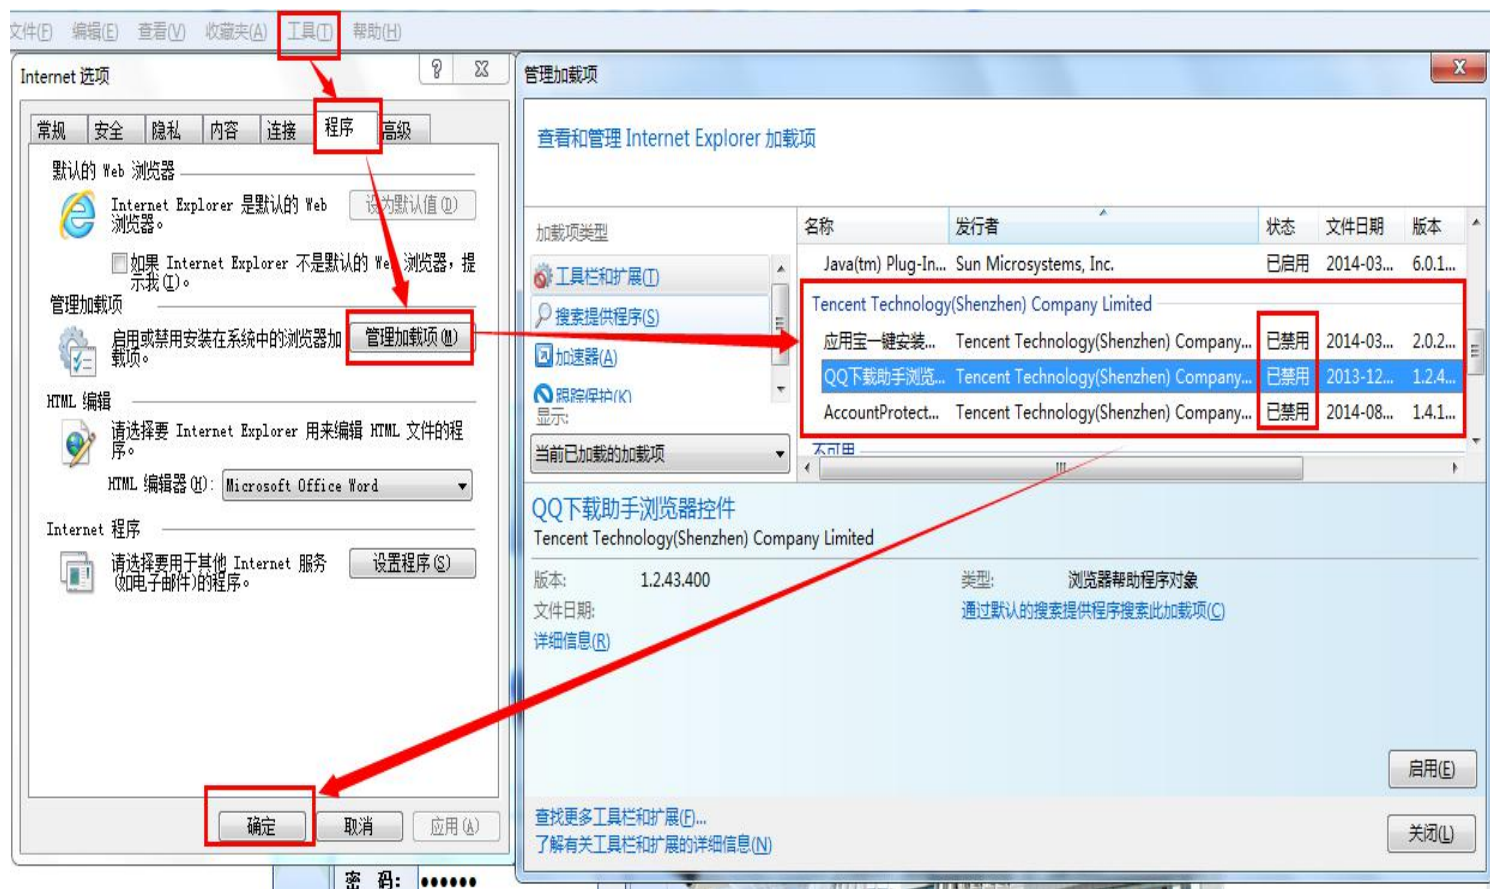 文件(F) 编辑(E) 查看(V) 收藏夹(A) 工具(T) 帮助(H)
Internet 选项
常规 安全 隐私 内容 连接 程序 高级
默认的 Web 浏览器
Internet Explorer 是默认的 Web
浏览器。
设为默认值(D)
如果 Internet Explorer 不是默认的 Web 浏览器，提
示我(I)。
管理加载项
启用或禁用安装在系统中的浏览器加
载项。
管理加载项(M)
HTML 编辑
请选择要 Internet Explorer 用来编辑 HTML 文件的程
序。
HTML 编辑器(H): Microsoft Office Word
Internet 程序
请选择要用于其他 Internet 服务
(如电子邮件)的程序。
设置程序(S)
确定 取消 应用(A)
密 码: ••••••
管理加载项
查看和管理 Internet Explorer 加载项
加载项类型
工具栏和扩展(T)
搜索提供程序(S)
加速器(A)
跟踪保护(K)
显示:
当前已加载的加载项
名称 发行者 状态 文件日期 版本
Java(tm) Plug-In... Sun Microsystems, Inc. 已启用 2014-03... 6.0.1...
Tencent Technology(Shenzhen) Company Limited
应用宝一键安装... Tencent Technology(Shenzhen) Company... 已禁用 2014-03... 2.0.2...
QQ下载助手浏览... Tencent Technology(Shenzhen) Company... 已禁用 2013-12... 1.2.4...
AccountProtect... Tencent Technology(Shenzhen) Company... 已禁用 2014-08... 1.4.1...
不可用
QQ下载助手浏览器控件
Tencent Technology(Shenzhen) Company Limited
版本: 1.2.43.400 类型: 浏览器帮助程序对象
文件日期: 通过默认的搜索提供程序搜索此加载项(C)
详细信息(R)
启用(E)
查找更多工具栏和扩展(F)...
了解有关工具栏和扩展的详细信息(N)
关闭(L)